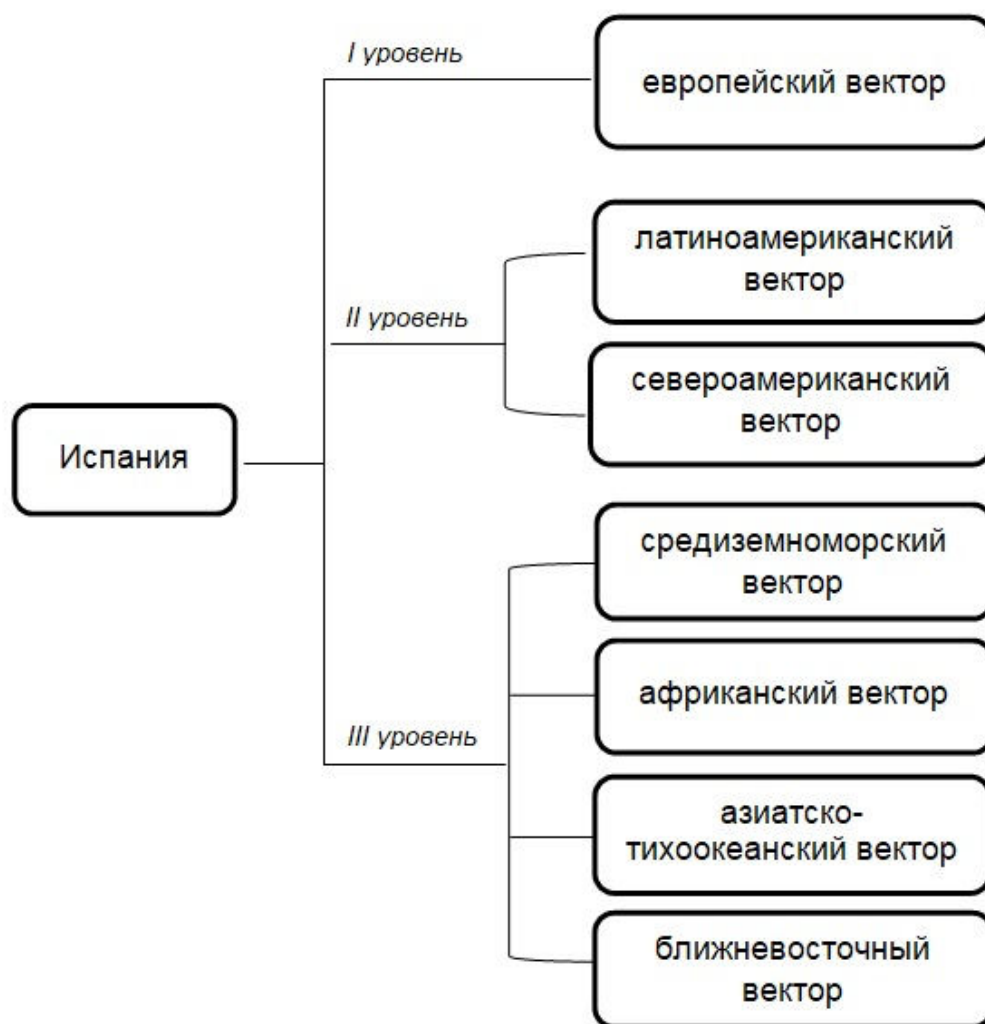 I уровень
европейский вектор
латиноамериканский
вектор
II уровень
североамериканский
вектор
Испания
средиземноморский
вектор
африканский вектор
III уровень
азиатско-
тихоокеанский вектор
ближневосточный
вектор